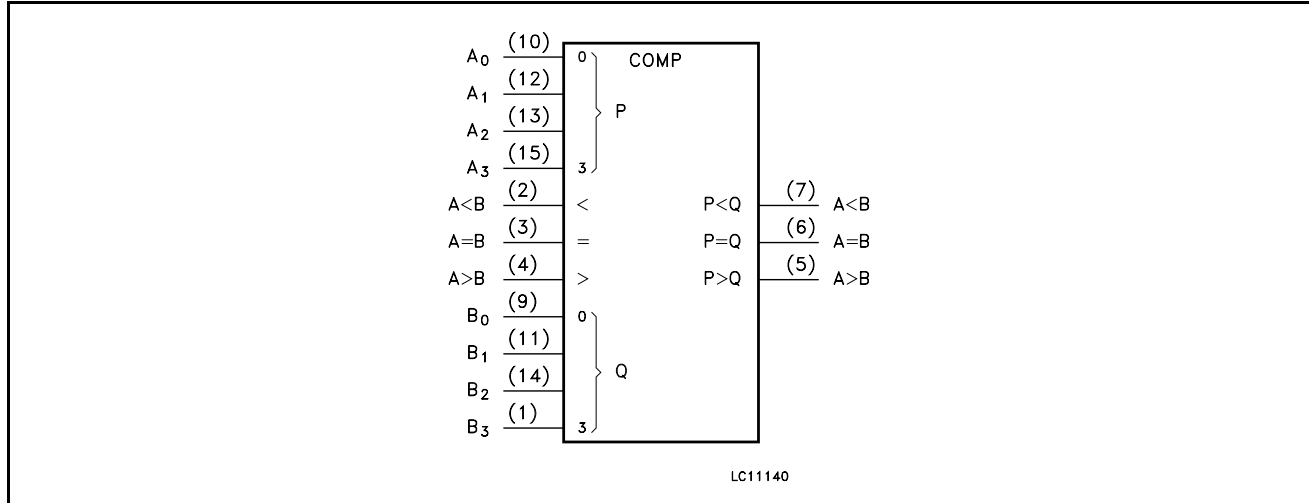 A0 (10) 0 COMP
A1 (12)
P
A2 (13)
A3 (15) 3
A<B (2) < P<Q (7) A<B
A=B (3) = P=Q (6) A=B
A>B (4) > P>Q (5) A>B
B0 (9) 0
B1 (11)
Q
B2 (14)
B3 (1) 3
LC11140